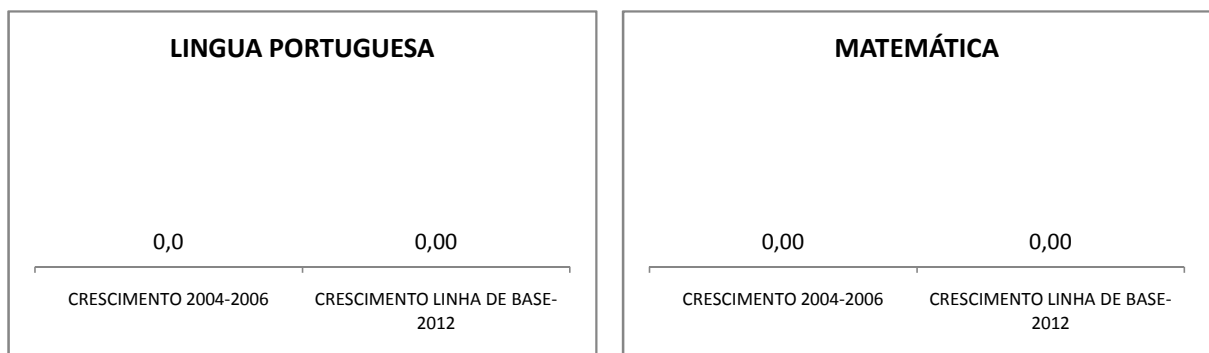 LINGUA PORTUGUESA
0,0
0,00
CRESCIMENTO 2004-2006
CRESCIMENTO LINHA DE BASE-
2012
MATEMÁTICA
0,00
0,00
CRESCIMENTO 2004-2006
CRESCIMENTO LINHA DE BASE-
2012